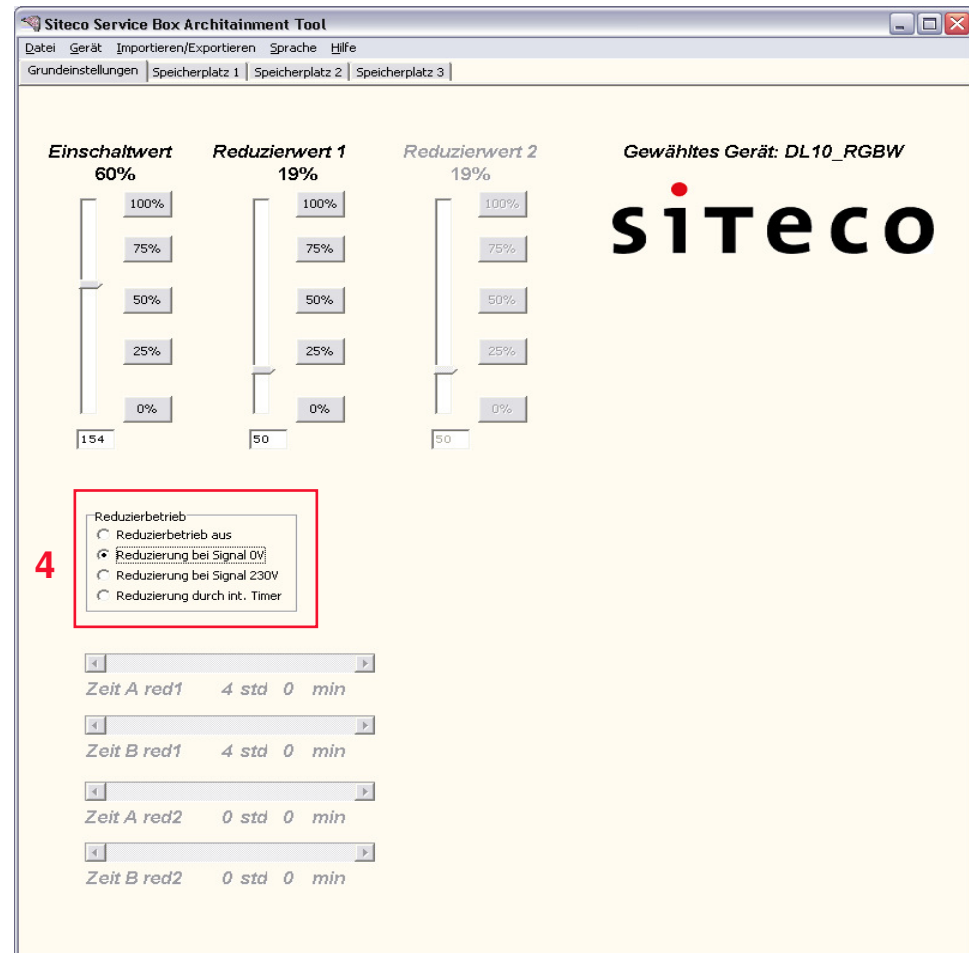 Siteco Service Box Architainment Tool
Datei Gerät Importieren/Exportieren Sprache Hilfe
Grundeinstellungen Speicherplatz 1 Speicherplatz 2 Speicherplatz 3
Einschaltwert Reduzierwert 1 Reduzierwert 2 Gewähltes Gerät: DL10_RGBW
60% 19% 19%
siteco
100% 100% 100%
75% 75% 75%
50% 50% 50%
25% 25% 25%
0% 0% 0%
154 50 50
4
Reduzierbetrieb
Reduzierbetrieb aus
Reduzierung bei Signal 0V
Reduzierung bei Signal 230V
Reduzierung durch int. Timer
Zeit A red1 4 std 0 min
Zeit B red1 4 std 0 min
Zeit A red2 0 std 0 min
Zeit B red2 0 std 0 min